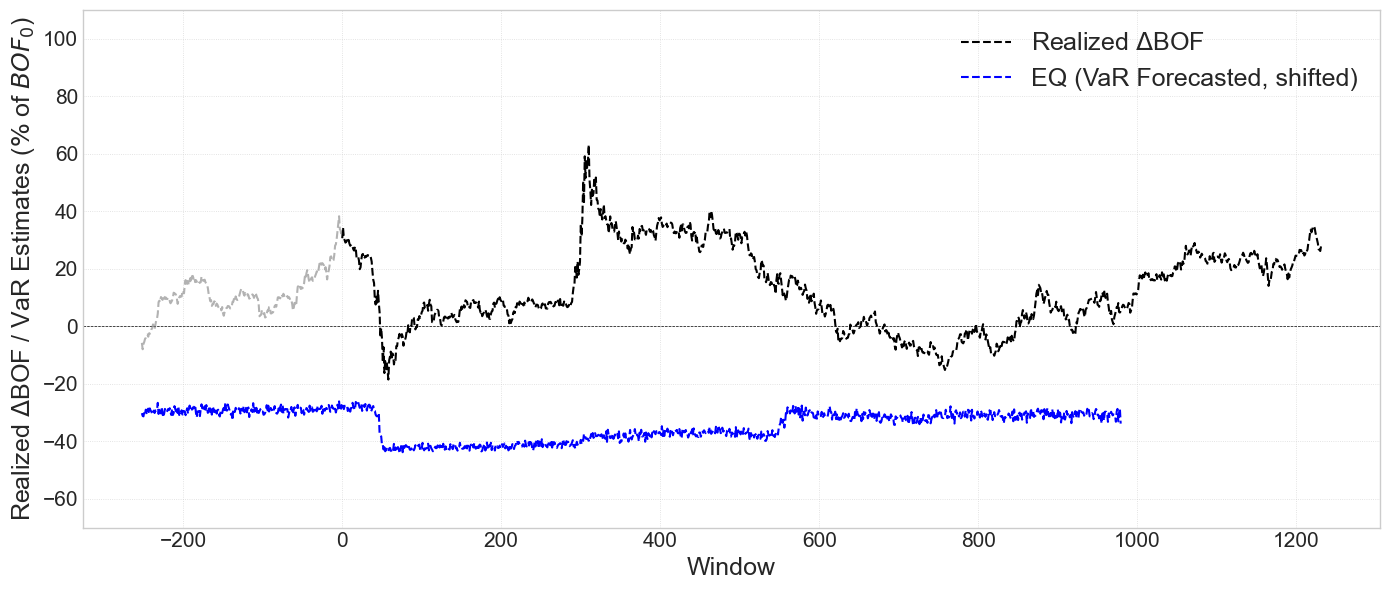 Realized ΔBOF / VaR Estimates (% of BOF₀)
100
80
60
40
20
0
−20
−40
−60
Realized ΔBOF
EQ (VaR Forecasted, shifted)
−200 0 200 400 600 800 1000 1200
Window